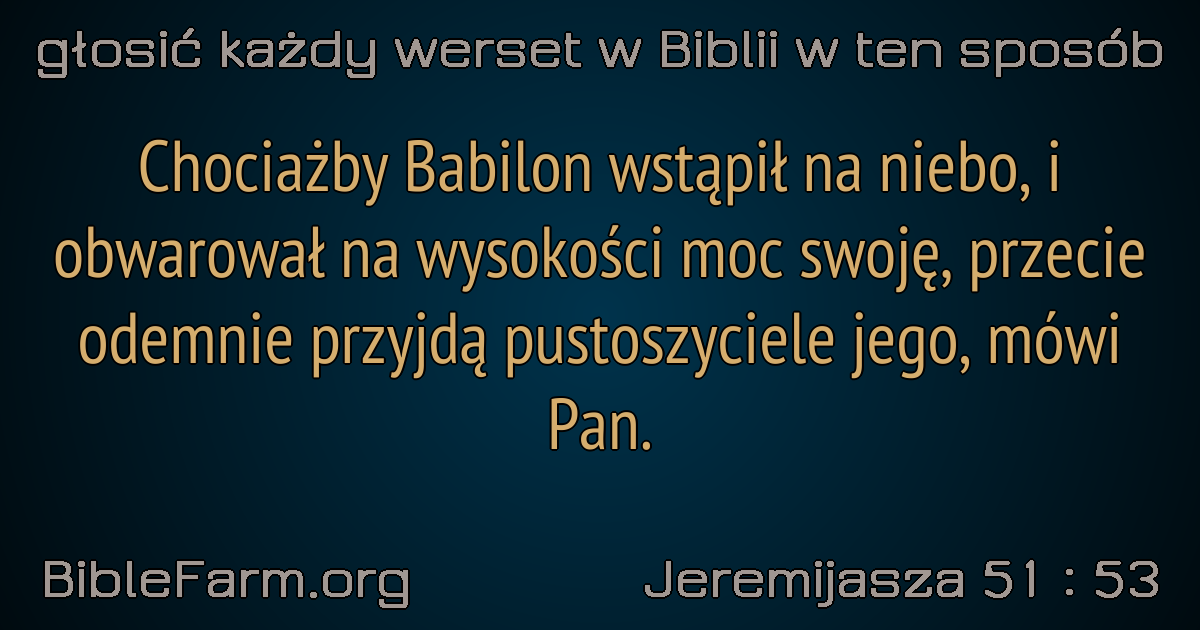 głosić każdy werset w Biblii w ten sposób
Chociażby Babilon wstąpił na niebo, i
obwarował na wysokości moc swoję, przecie
odemnie przyjdą pustoszyciele jego, mówi
Pan.
BibleFarm.org
Jeremijasza 51 : 53